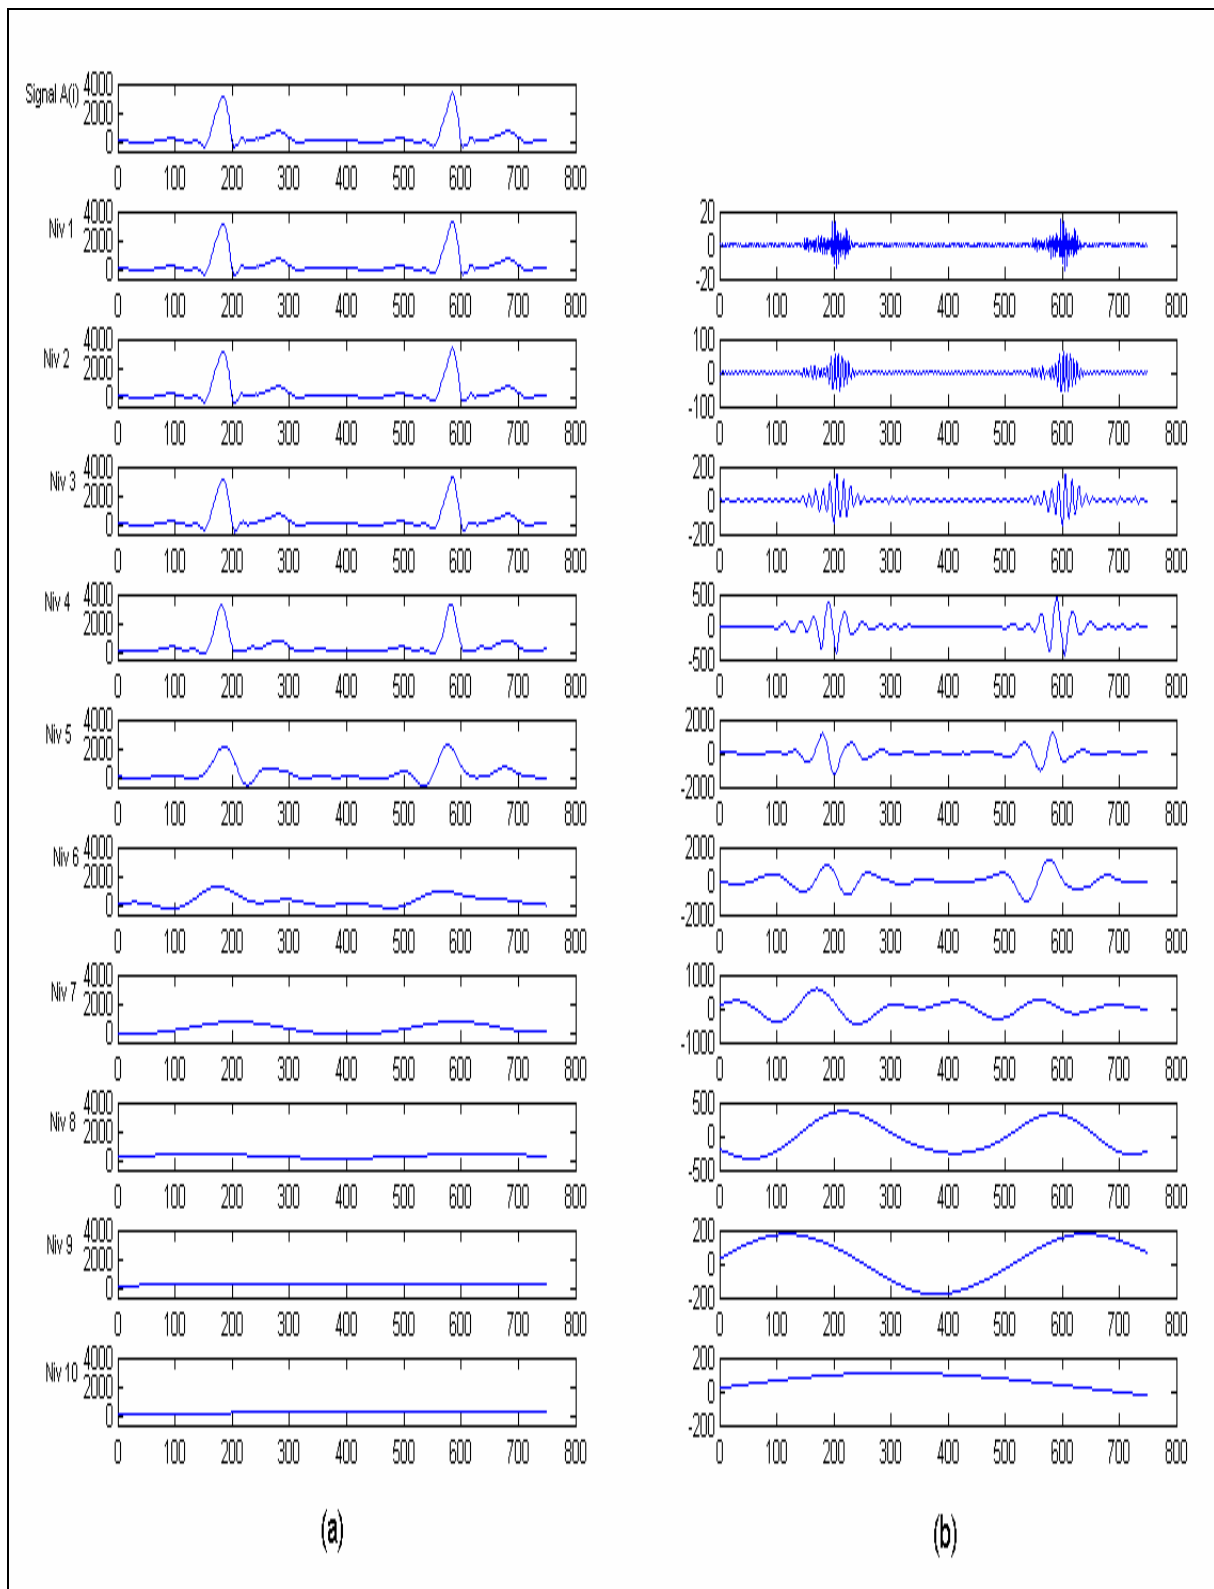 Signal A(i) 4000 2000 0
0 100 200 300 400 500 600 700 800
Niv 1 4000 2000 0
0 100 200 300 400 500 600 700 800
20 0 -20
0 100 200 300 400 500 600 700 800
Niv 2 4000 2000 0
0 100 200 300 400 500 600 700 800
100 0 -100
0 100 200 300 400 500 600 700 800
Niv 3 4000 2000 0
0 100 200 300 400 500 600 700 800
200 0 -200
0 100 200 300 400 500 600 700 800
Niv 4 4000 2000 0
0 100 200 300 400 500 600 700 800
500 0 -500
0 100 200 300 400 500 600 700 800
Niv 5 4000 2000 0
0 100 200 300 400 500 600 700 800
2000 0 -2000
0 100 200 300 400 500 600 700 800
Niv 6 4000 2000 0
0 100 200 300 400 500 600 700 800
2000 0 -2000
0 100 200 300 400 500 600 700 800
Niv 7 4000 2000 0
0 100 200 300 400 500 600 700 800
1000 0 -1000
0 100 200 300 400 500 600 700 800
Niv 8 4000 2000 0
0 100 200 300 400 500 600 700 800
500 0 -500
0 100 200 300 400 500 600 700 800
Niv 9 4000 2000 0
0 100 200 300 400 500 600 700 800
200 0 -200
0 100 200 300 400 500 600 700 800
Niv 10 4000 2000 0
0 100 200 300 400 500 600 700 800
200 0 -200
0 100 200 300 400 500 600 700 800
(a)
(b)